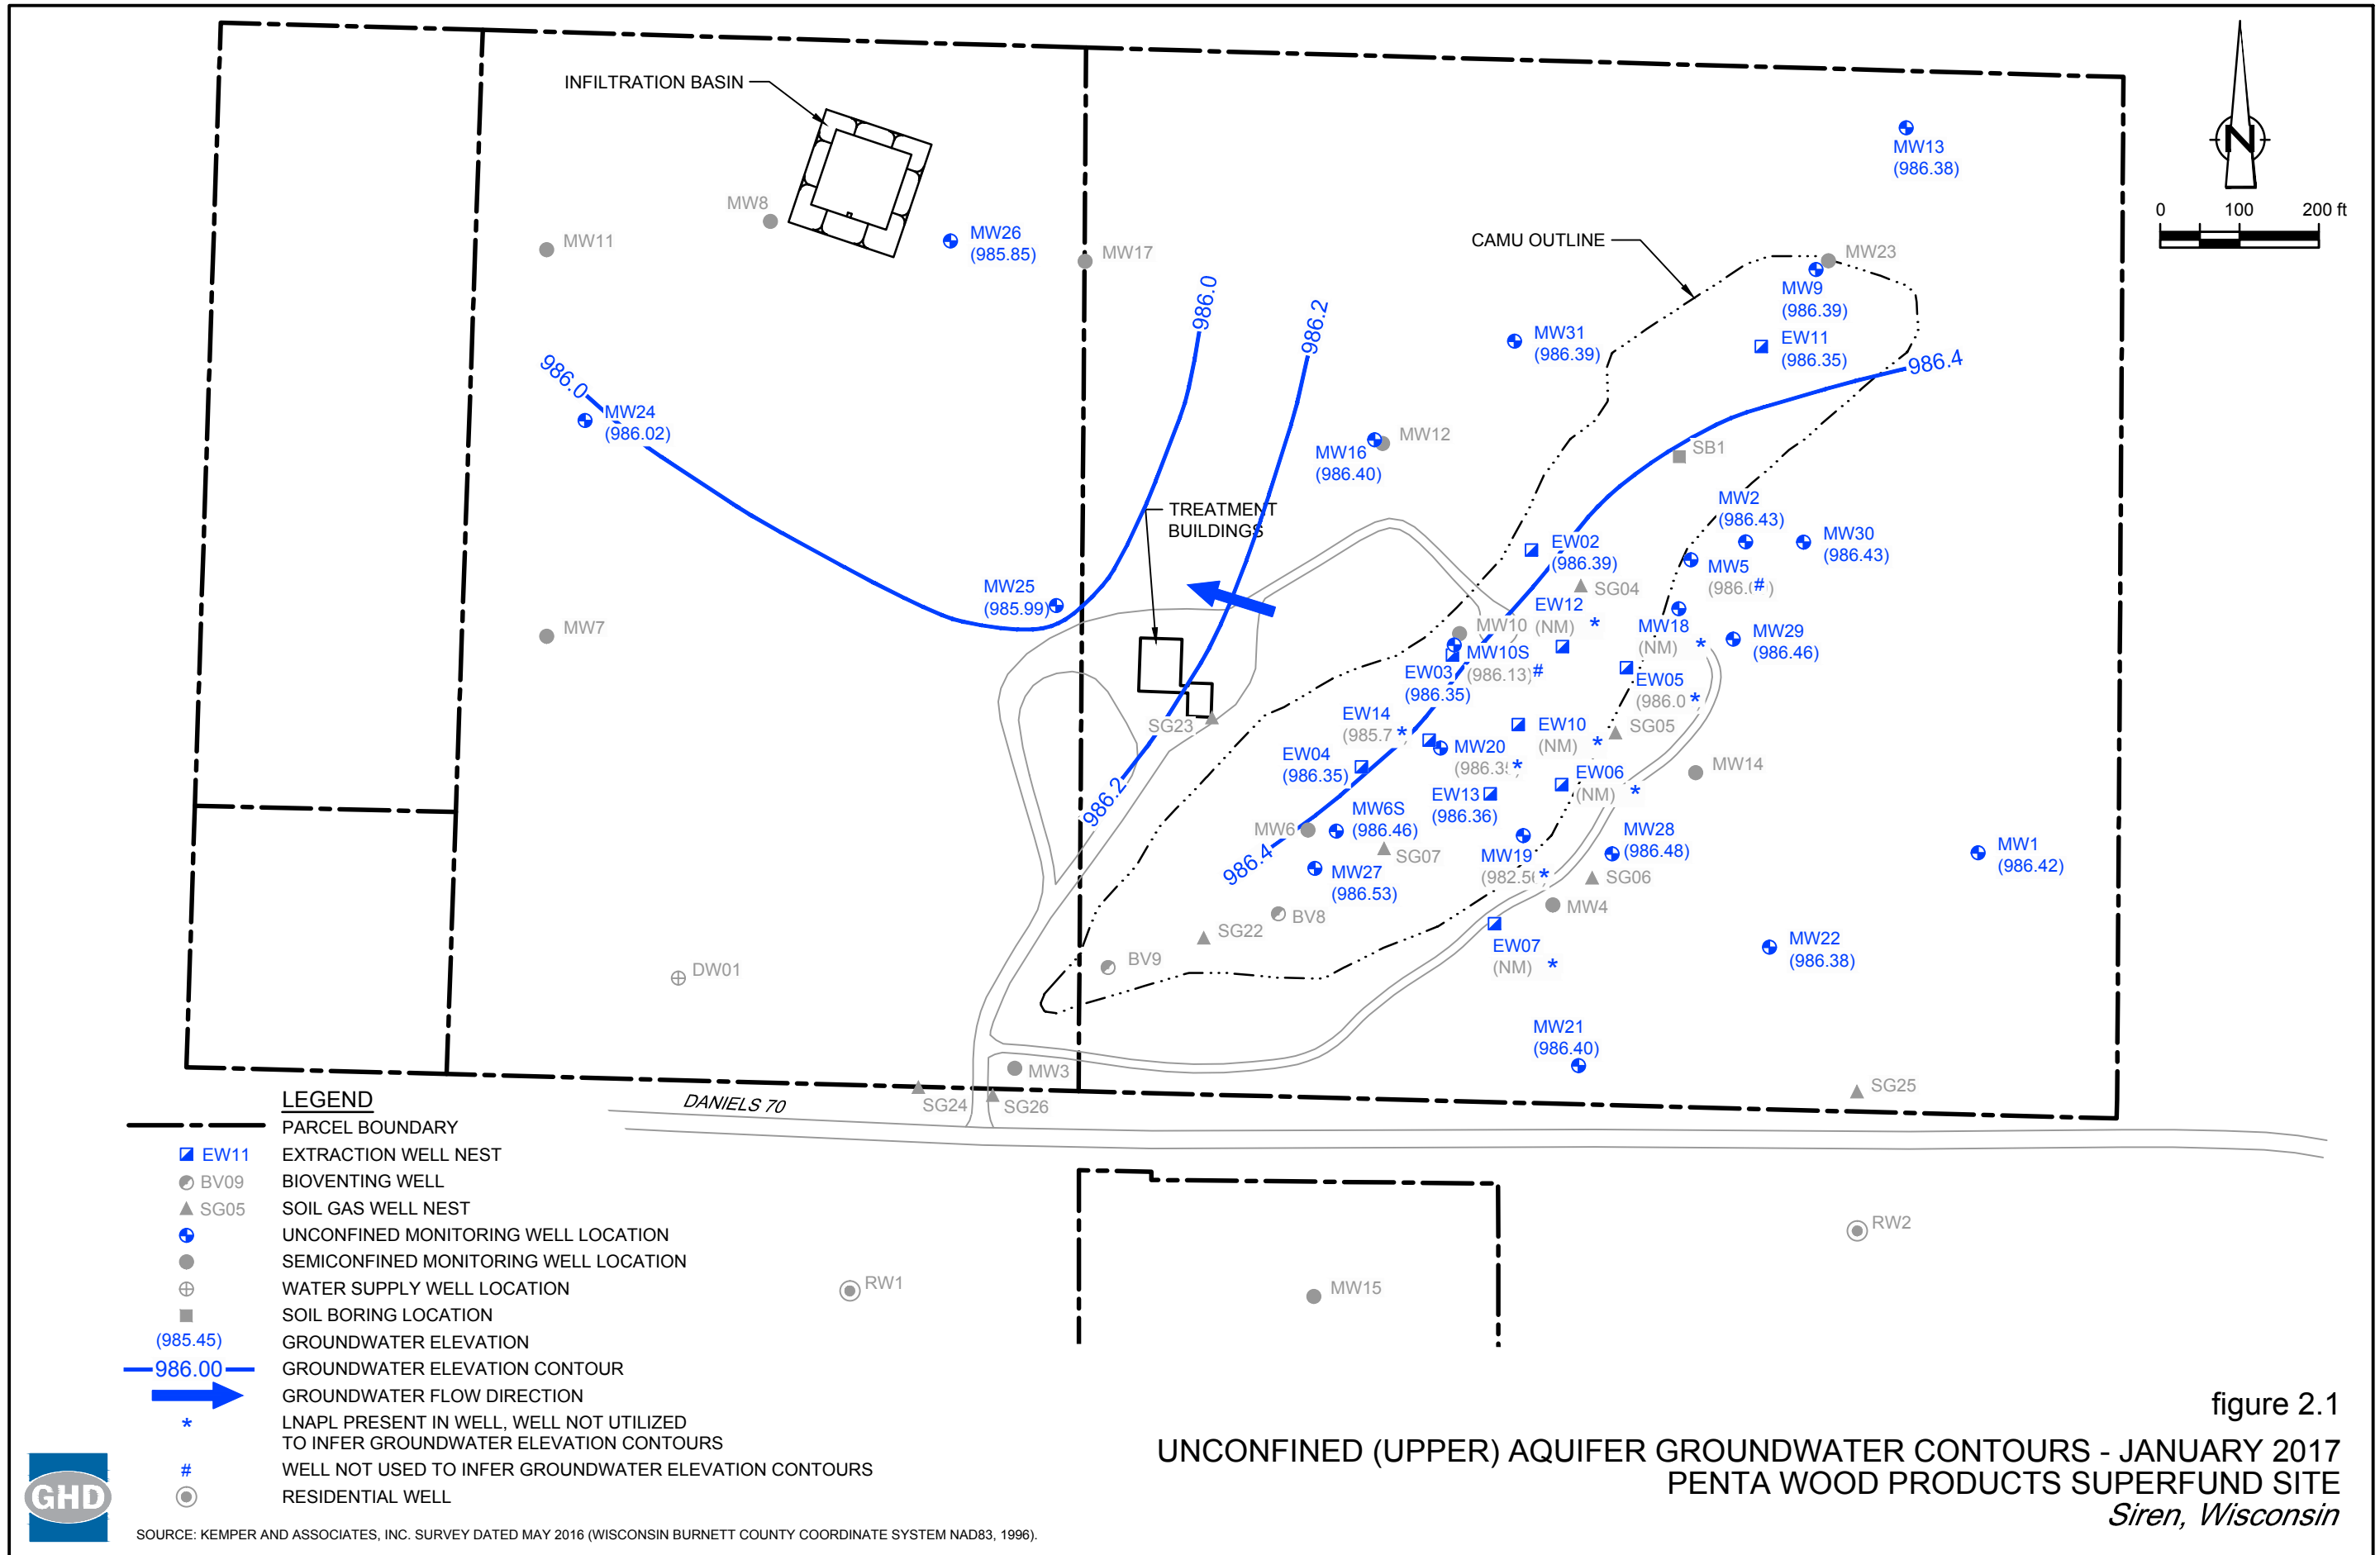 INFILTRATION BASIN
MW13
(986.38)
N
0 100 200 ft
MW8
MW11
MW26
(985.85)
MW17
CAMU OUTLINE
MW23
MW9
(986.39)
986.0
986.2
MW31
(986.39)
EW11
(986.35)
986.4
986.0
MW24
(986.02)
MW12
MW16
(986.40)
SB1
TREATMENT
BUILDINGS
MW2
(986.43)
MW30
(986.43)
EW02
(986.39)
MW5
#
SG04
MW25
(985.99)
EW12
(NM) *
MW7
MW10
MW18
(NM) *
MW29
(986.46)
MW10S
(986.13) #
EW03
(986.35)
EW05
(986.0 *
EW14
(985.7 *
SG23
EW10
(NM) *
SG05
EW04
(986.35)
MW20
*
MW14
EW06
(NM) *
986.2
EW13
(986.36)
MW6S
(986.46)
MW6
986.4
SG07
MW28
(986.48)
MW1
(986.42)
MW19
*
MW27
(986.53)
SG06
BV8
MW4
SG22
EW07
(NM) *
MW22
(986.38)
BV9
DW01
MW21
(986.40)
MW3
SG24
SG26
SG25
DANIELS 70
RW2
RW1
MW15
LEGEND
PARCEL BOUNDARY
EW11 EXTRACTION WELL NEST
BV09 BIOVENTING WELL
SG05 SOIL GAS WELL NEST
UNCONFINED MONITORING WELL LOCATION
SEMICONFINED MONITORING WELL LOCATION
WATER SUPPLY WELL LOCATION
SOIL BORING LOCATION
(985.45) GROUNDWATER ELEVATION
986.00 GROUNDWATER ELEVATION CONTOUR
GROUNDWATER FLOW DIRECTION
* LNAPL PRESENT IN WELL, WELL NOT UTILIZED
TO INFER GROUNDWATER ELEVATION CONTOURS
# WELL NOT USED TO INFER GROUNDWATER ELEVATION CONTOURS
RESIDENTIAL WELL
GHD
SOURCE: KEMPER AND ASSOCIATES, INC. SURVEY DATED MAY 2016 (WISCONSIN BURNETT COUNTY COORDINATE SYSTEM NAD83, 1996).
figure 2.1
UNCONFINED (UPPER) AQUIFER GROUNDWATER CONTOURS - JANUARY 2017
PENTA WOOD PRODUCTS SUPERFUND SITE
Siren, Wisconsin